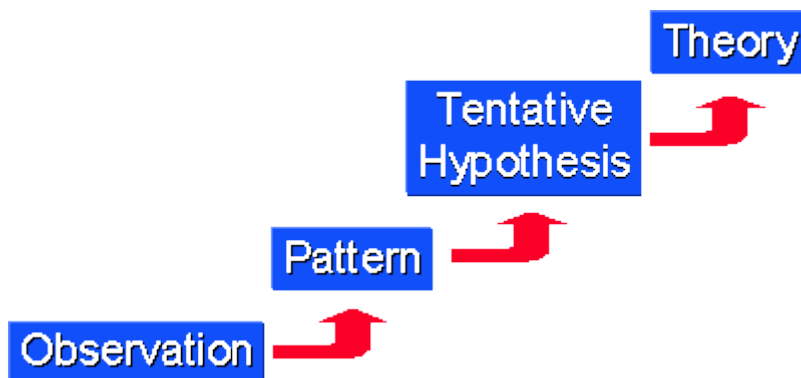 Theory
Tentative
Hypothesis
Pattern
Observation